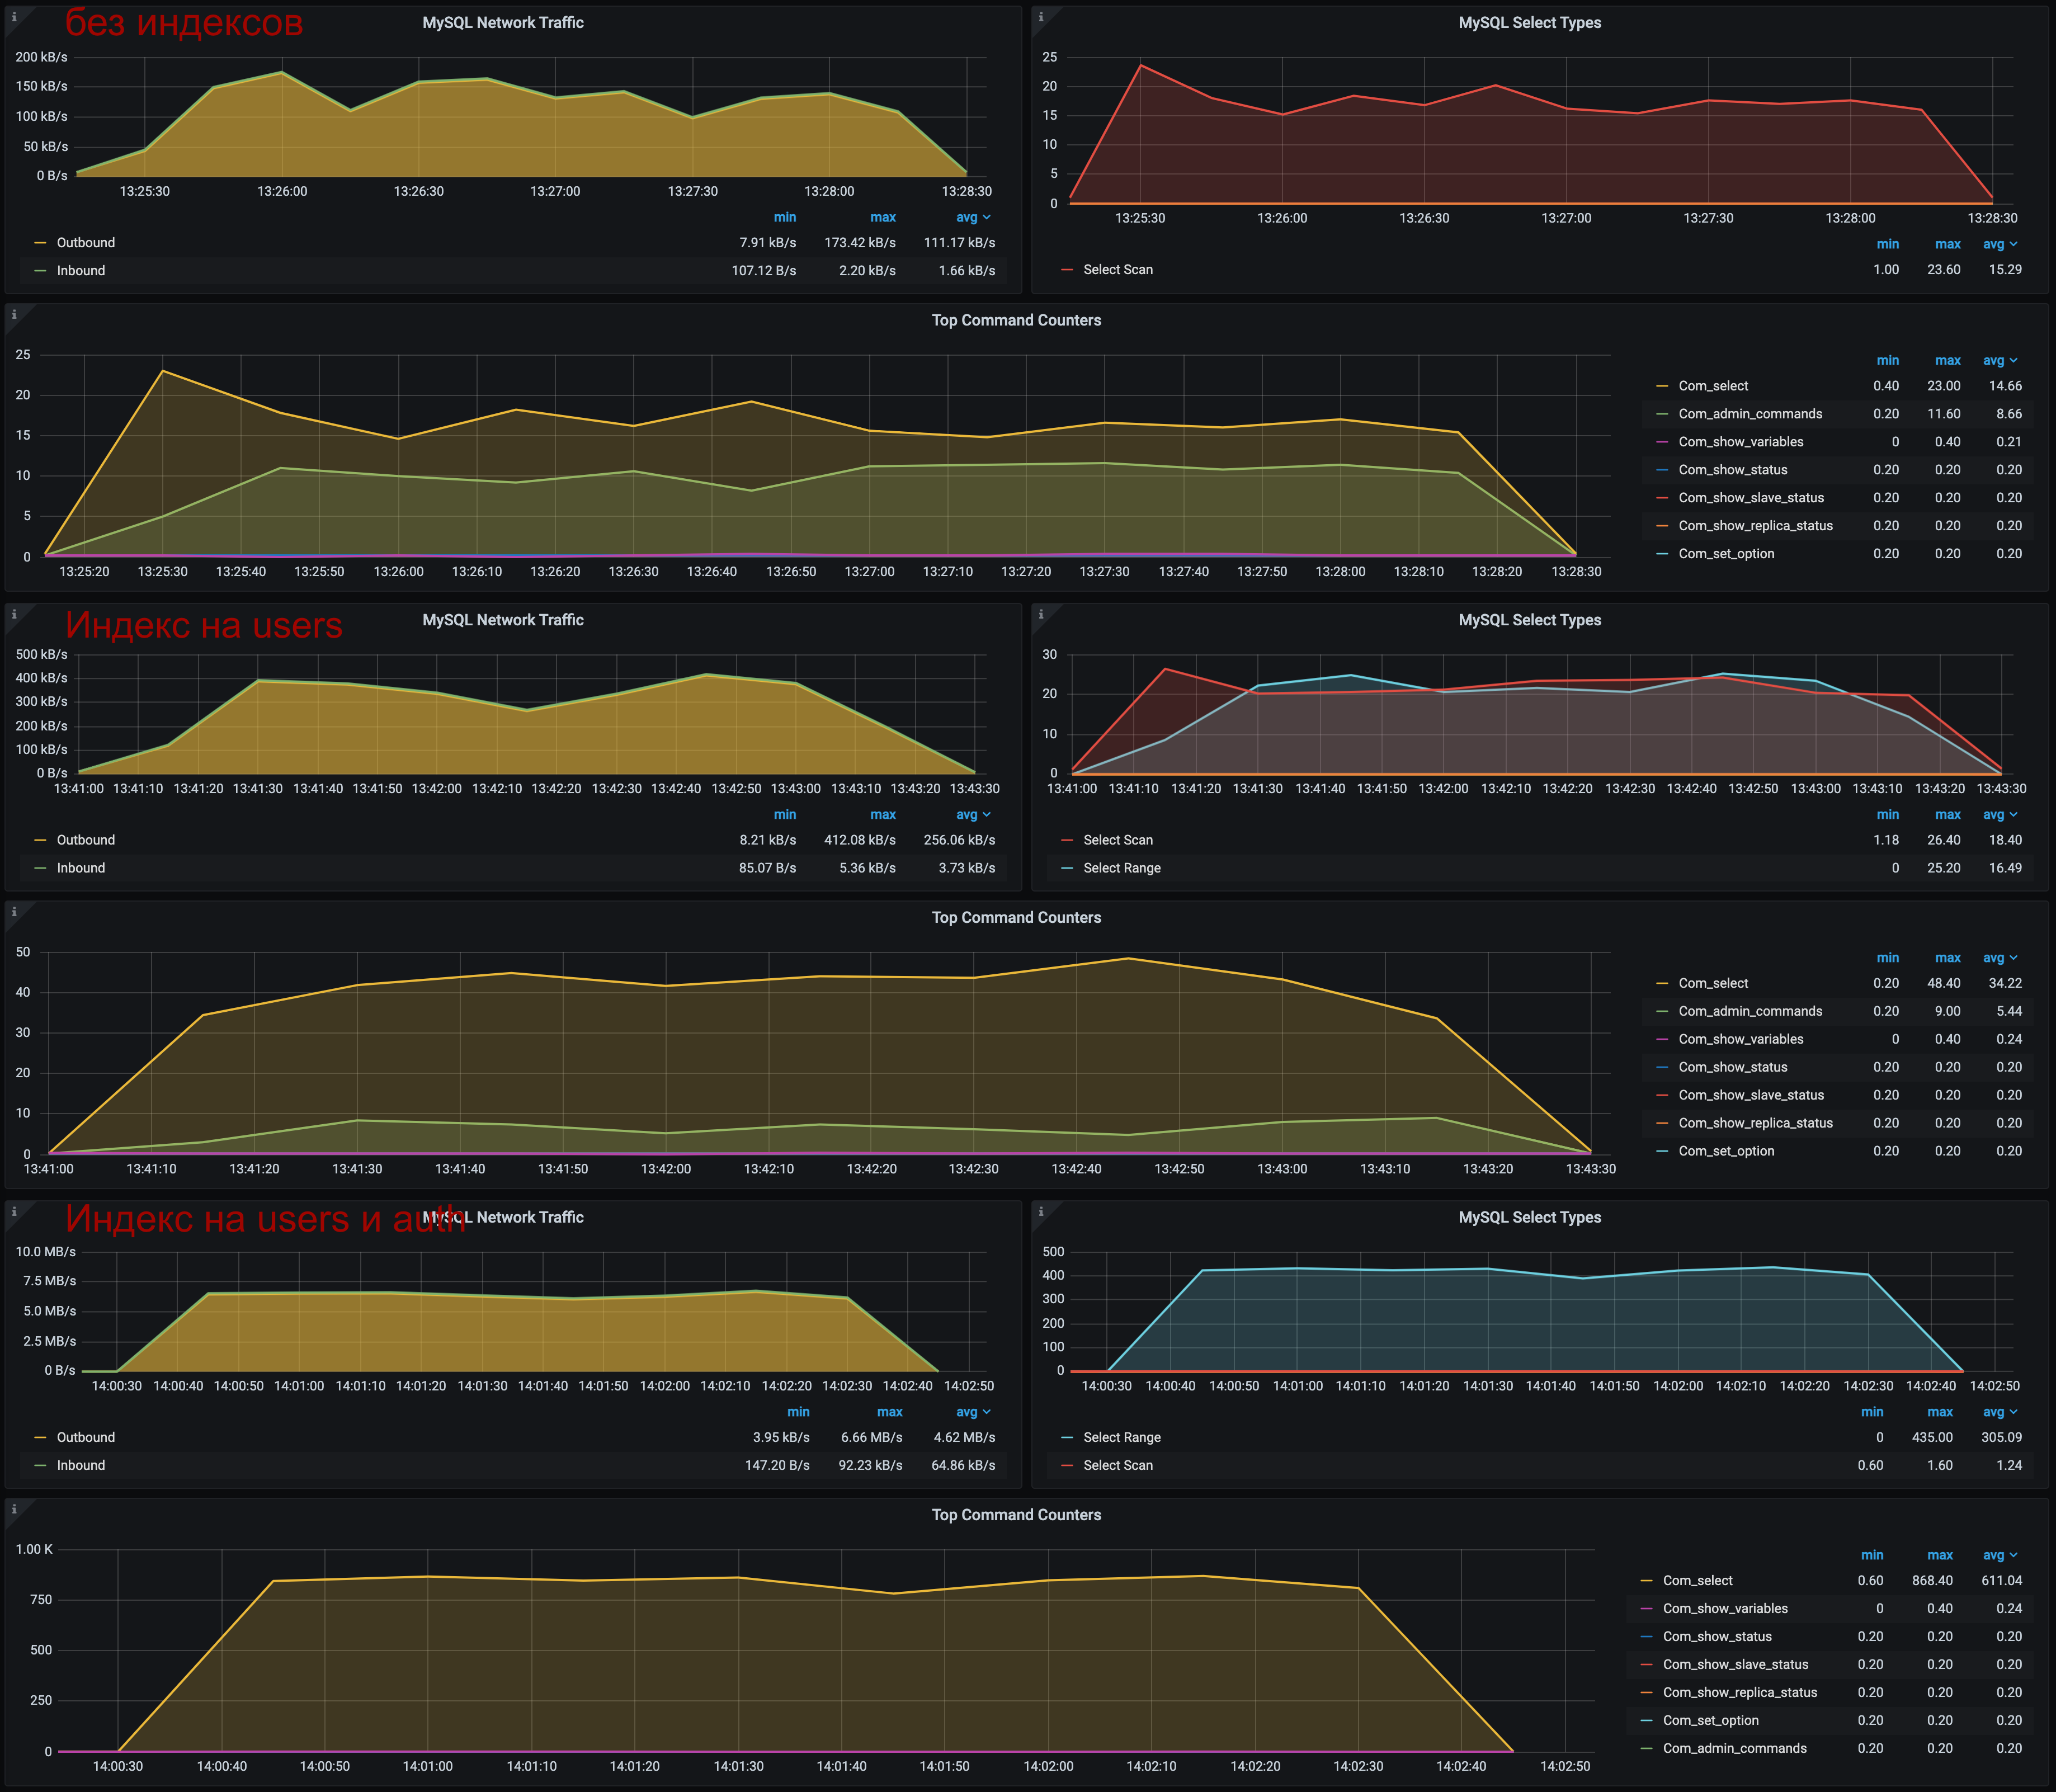 без индексов
MySQL Network Traffic
200 kB/s
150 kB/s
100 kB/s
50 kB/s
0 B/s
13:25:30 13:26:00 13:26:30 13:27:00 13:27:30 13:28:00 13:28:30
min max avg
Outbound 7.91 kB/s 173.42 kB/s 111.17 kB/s
Inbound 107.12 B/s 2.20 kB/s 1.66 kB/s
MySQL Select Types
25
20
15
10
5
0
13:25:30 13:26:00 13:26:30 13:27:00 13:27:30 13:28:00 13:28:30
min max avg
Select Scan 1.00 23.60 15.29
Top Command Counters
25
20
15
10
5
0
13:25:20 13:25:30 13:25:40 13:25:50 13:26:00 13:26:10 13:26:20 13:26:30 13:26:40 13:26:50 13:27:00 13:27:10 13:27:20 13:27:30 13:27:40 13:27:50 13:28:00 13:28:10 13:28:20 13:28:30
min max avg
Com_select 0.40 23.00 14.66
Com_admin_commands 0.20 11.60 8.66
Com_show_variables 0 0.40 0.21
Com_show_status 0.20 0.20 0.20
Com_show_slave_status 0.20 0.20 0.20
Com_show_replica_status 0.20 0.20 0.20
Com_set_option 0.20 0.20 0.20
Индекс на users
MySQL Network Traffic
500 kB/s
400 kB/s
300 kB/s
200 kB/s
100 kB/s
0 B/s
13:41:00 13:41:10 13:41:20 13:41:30 13:41:40 13:41:50 13:42:00 13:42:10 13:42:20 13:42:30 13:42:40 13:42:50 13:43:00 13:43:10 13:43:20 13:43:30
min max avg
Outbound 8.21 kB/s 412.08 kB/s 256.06 kB/s
Inbound 85.07 B/s 5.36 kB/s 3.73 kB/s
MySQL Select Types
30
20
10
0
13:41:00 13:41:10 13:41:20 13:41:30 13:41:40 13:41:50 13:42:00 13:42:10 13:42:20 13:42:30 13:42:40 13:42:50 13:43:00 13:43:10 13:43:20 13:43:30
min max avg
Select Scan 1.18 26.40 18.40
Select Range 0 25.20 16.49
Top Command Counters
50
40
30
20
10
0
13:41:00 13:41:10 13:41:20 13:41:30 13:41:40 13:41:50 13:42:00 13:42:10 13:42:20 13:42:30 13:42:40 13:42:50 13:43:00 13:43:10 13:43:20 13:43:30
min max avg
Com_select 0.20 48.40 34.22
Com_admin_commands 0.20 9.00 5.44
Com_show_variables 0 0.40 0.24
Com_show_status 0.20 0.20 0.20
Com_show_slave_status 0.20 0.20 0.20
Com_show_replica_status 0.20 0.20 0.20
Com_set_option 0.20 0.20 0.20
Индекс на users и auth
MySQL Network Traffic
10.0 MB/s
7.5 MB/s
5.0 MB/s
2.5 MB/s
0 B/s
14:00:30 14:00:40 14:00:50 14:01:00 14:01:10 14:01:20 14:01:30 14:01:40 14:01:50 14:02:00 14:02:10 14:02:20 14:02:30 14:02:40 14:02:50
min max avg
Outbound 3.95 kB/s 6.66 MB/s 4.62 MB/s
Inbound 147.20 B/s 92.23 kB/s 64.86 kB/s
MySQL Select Types
500
400
300
200
100
0
14:00:30 14:00:40 14:00:50 14:01:00 14:01:10 14:01:20 14:01:30 14:01:40 14:01:50 14:02:00 14:02:10 14:02:20 14:02:30 14:02:40 14:02:50
min max avg
Select Range 0 435.00 305.09
Select Scan 0.60 1.60 1.24
Top Command Counters
1.00 K
750
500
250
0
14:00:30 14:00:40 14:00:50 14:01:00 14:01:10 14:01:20 14:01:30 14:01:40 14:01:50 14:02:00 14:02:10 14:02:20 14:02:30 14:02:40 14:02:50
min max avg
Com_select 0.60 868.40 611.04
Com_show_variables 0 0.40 0.24
Com_show_status 0.20 0.20 0.20
Com_show_slave_status 0.20 0.20 0.20
Com_show_replica_status 0.20 0.20 0.20
Com_set_option 0.20 0.20 0.20
Com_admin_commands 0.20 0.20 0.20